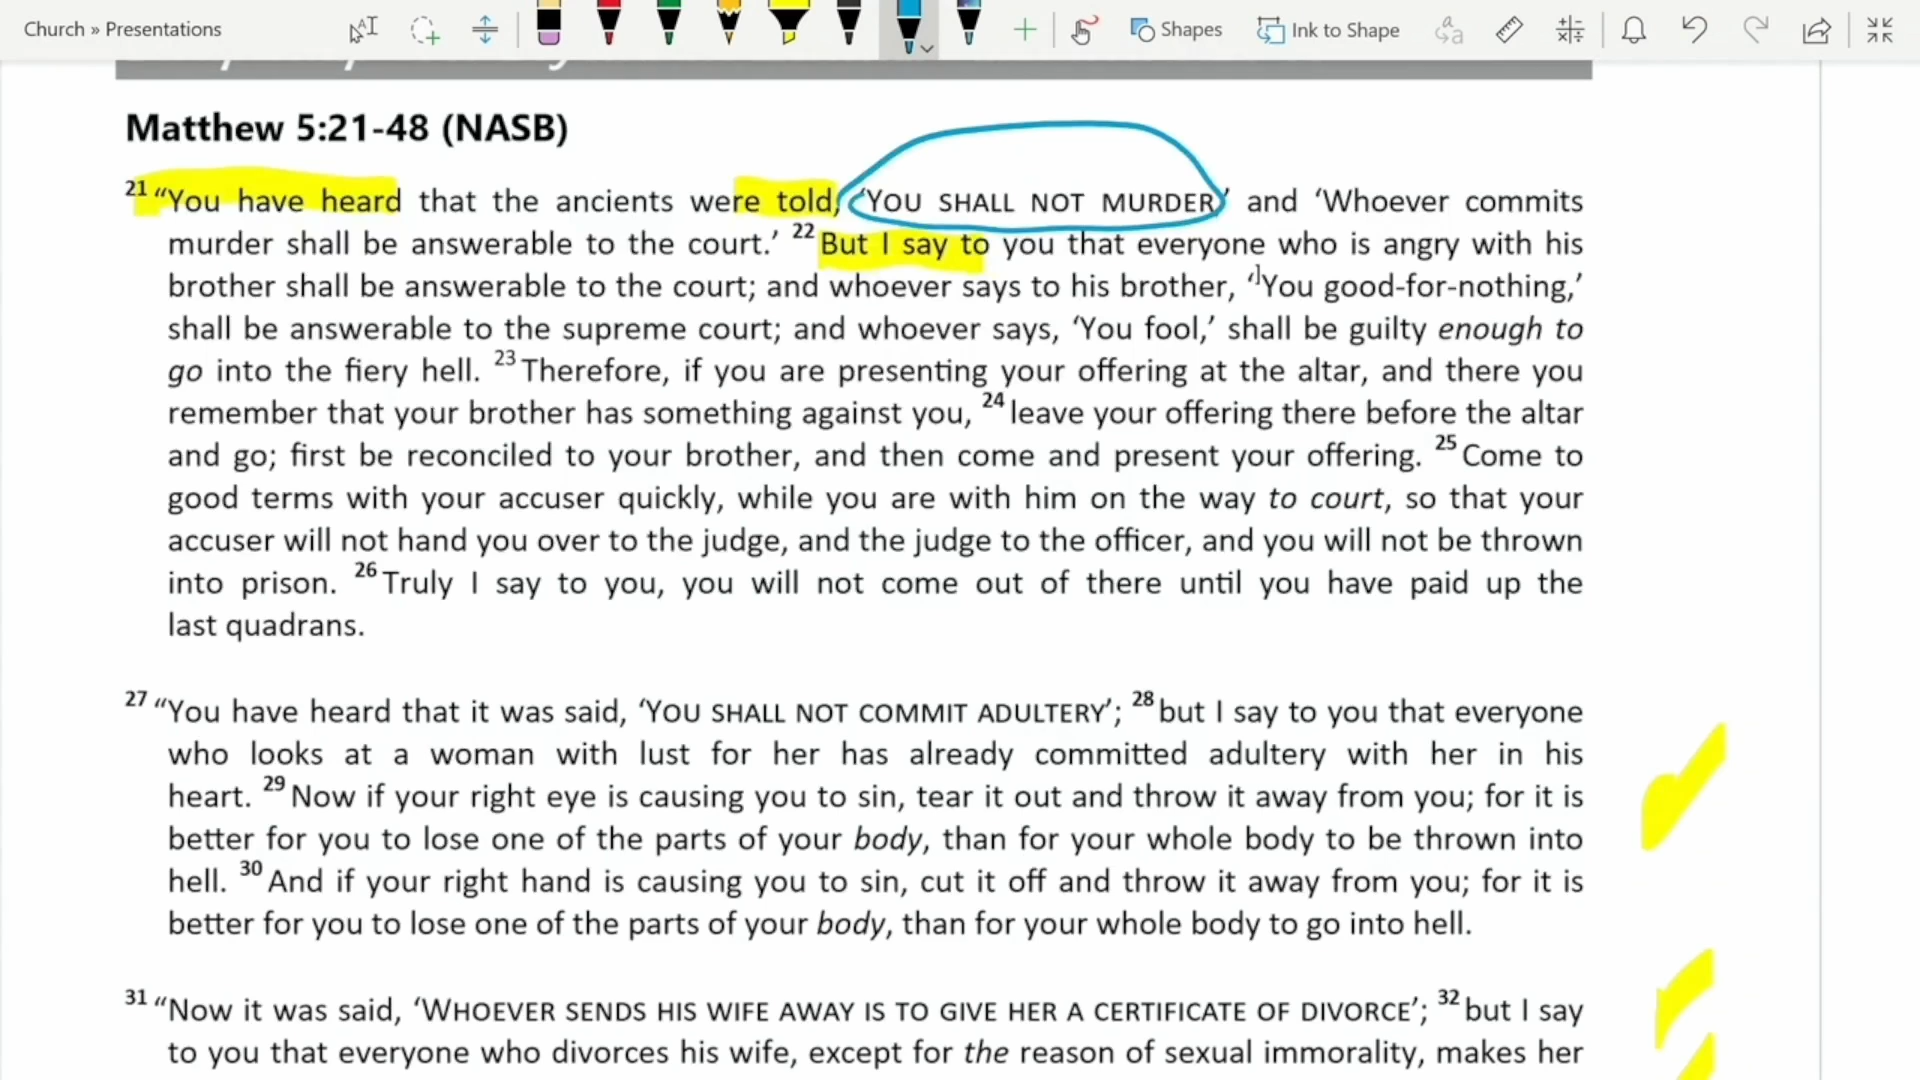 Church » Presentations
Shapes
Ink to Shape
Matthew 5:21-48 (NASB)
21 “You have heard that the ancients were told, ‘YOU SHALL NOT MURDER,’ and ‘Whoever commits
murder shall be answerable to the court.’ 22 But I say to you that everyone who is angry with his
brother shall be answerable to the court; and whoever says to his brother, ‘]You good-for-nothing,’
shall be answerable to the supreme court; and whoever says, ‘You fool,’ shall be guilty enough to
go into the fiery hell. 23 Therefore, if you are presenting your offering at the altar, and there you
remember that your brother has something against you, 24 leave your offering there before the altar
and go; first be reconciled to your brother, and then come and present your offering. 25 Come to
good terms with your accuser quickly, while you are with him on the way to court, so that your
accuser will not hand you over to the judge, and the judge to the officer, and you will not be thrown
into prison. 26 Truly I say to you, you will not come out of there until you have paid up the
last quadrans.
27 “You have heard that it was said, ‘YOU SHALL NOT COMMIT ADULTERY’; 28 but I say to you that everyone
who looks at a woman with lust for her has already committed adultery with her in his
heart. 29 Now if your right eye is causing you to sin, tear it out and throw it away from you; for it is
better for you to lose one of the parts of your body, than for your whole body to be thrown into
hell. 30 And if your right hand is causing you to sin, cut it off and throw it away from you; for it is
better for you to lose one of the parts of your body, than for your whole body to go into hell.
31 “Now it was said, ‘WHOEVER SENDS HIS WIFE AWAY IS TO GIVE HER A CERTIFICATE OF DIVORCE’; 32 but I say
to you that everyone who divorces his wife, except for the reason of sexual immorality, makes her